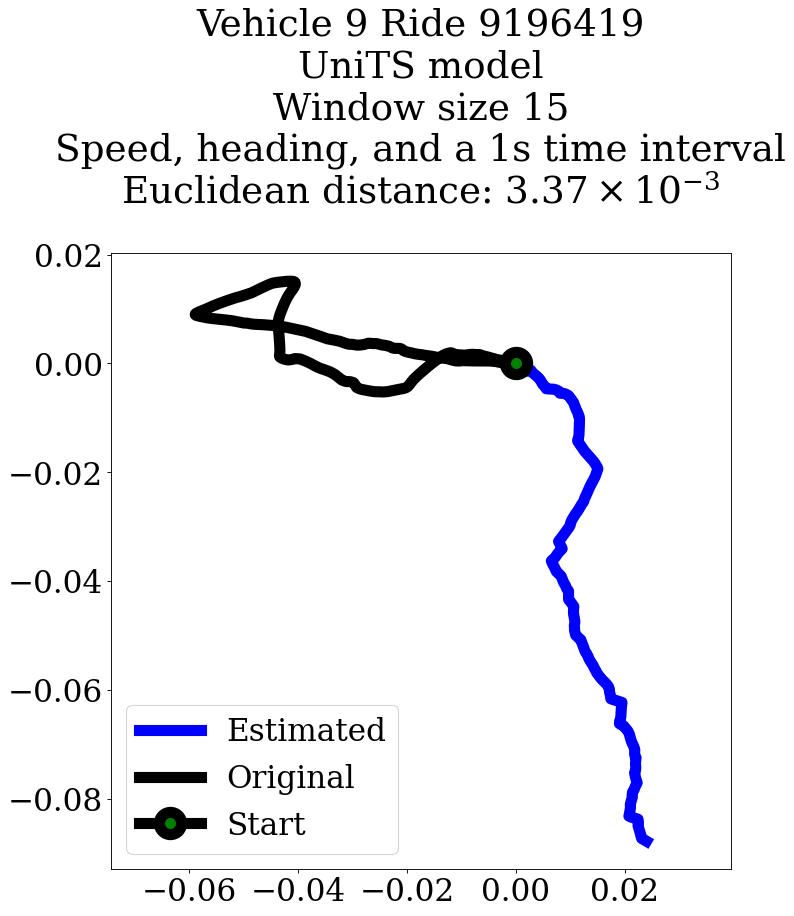 Vehicle 9 Ride 9196419
UniTS model
Window size 15
Speed, heading, and a 1s time interval
Euclidean distance: 3.37 × 10⁻³
0.02
0.00
−0.02
−0.04
−0.06
−0.08
Estimated
Original
Start
−0.06 −0.04 −0.02 0.00 0.02